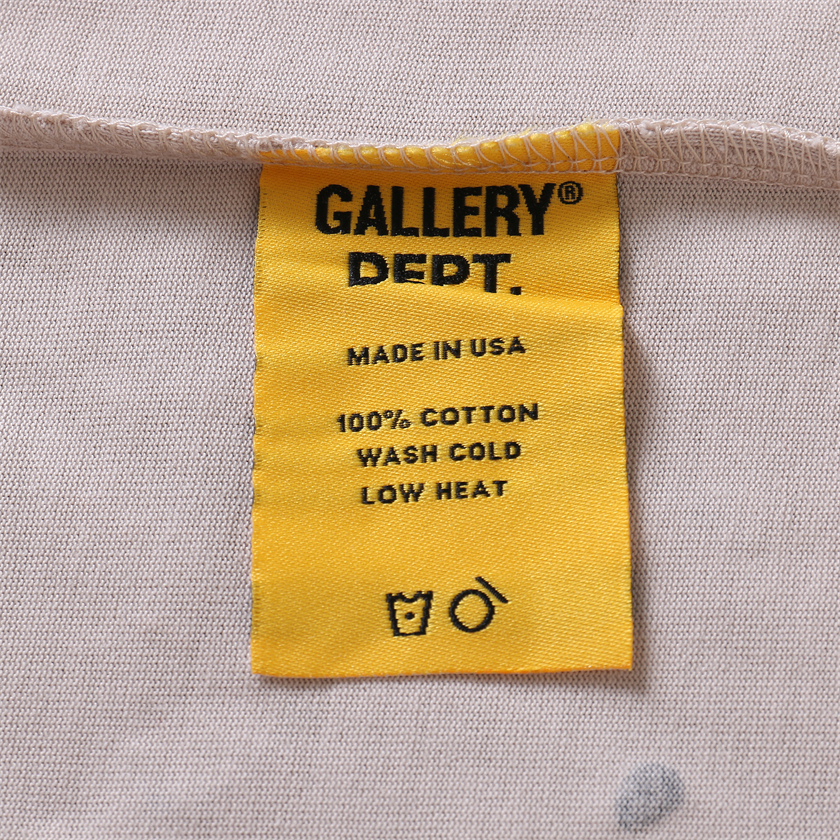 GALLERY®
DEPT.
MADE IN USA
100% COTTON
WASH COLD
LOW HEAT